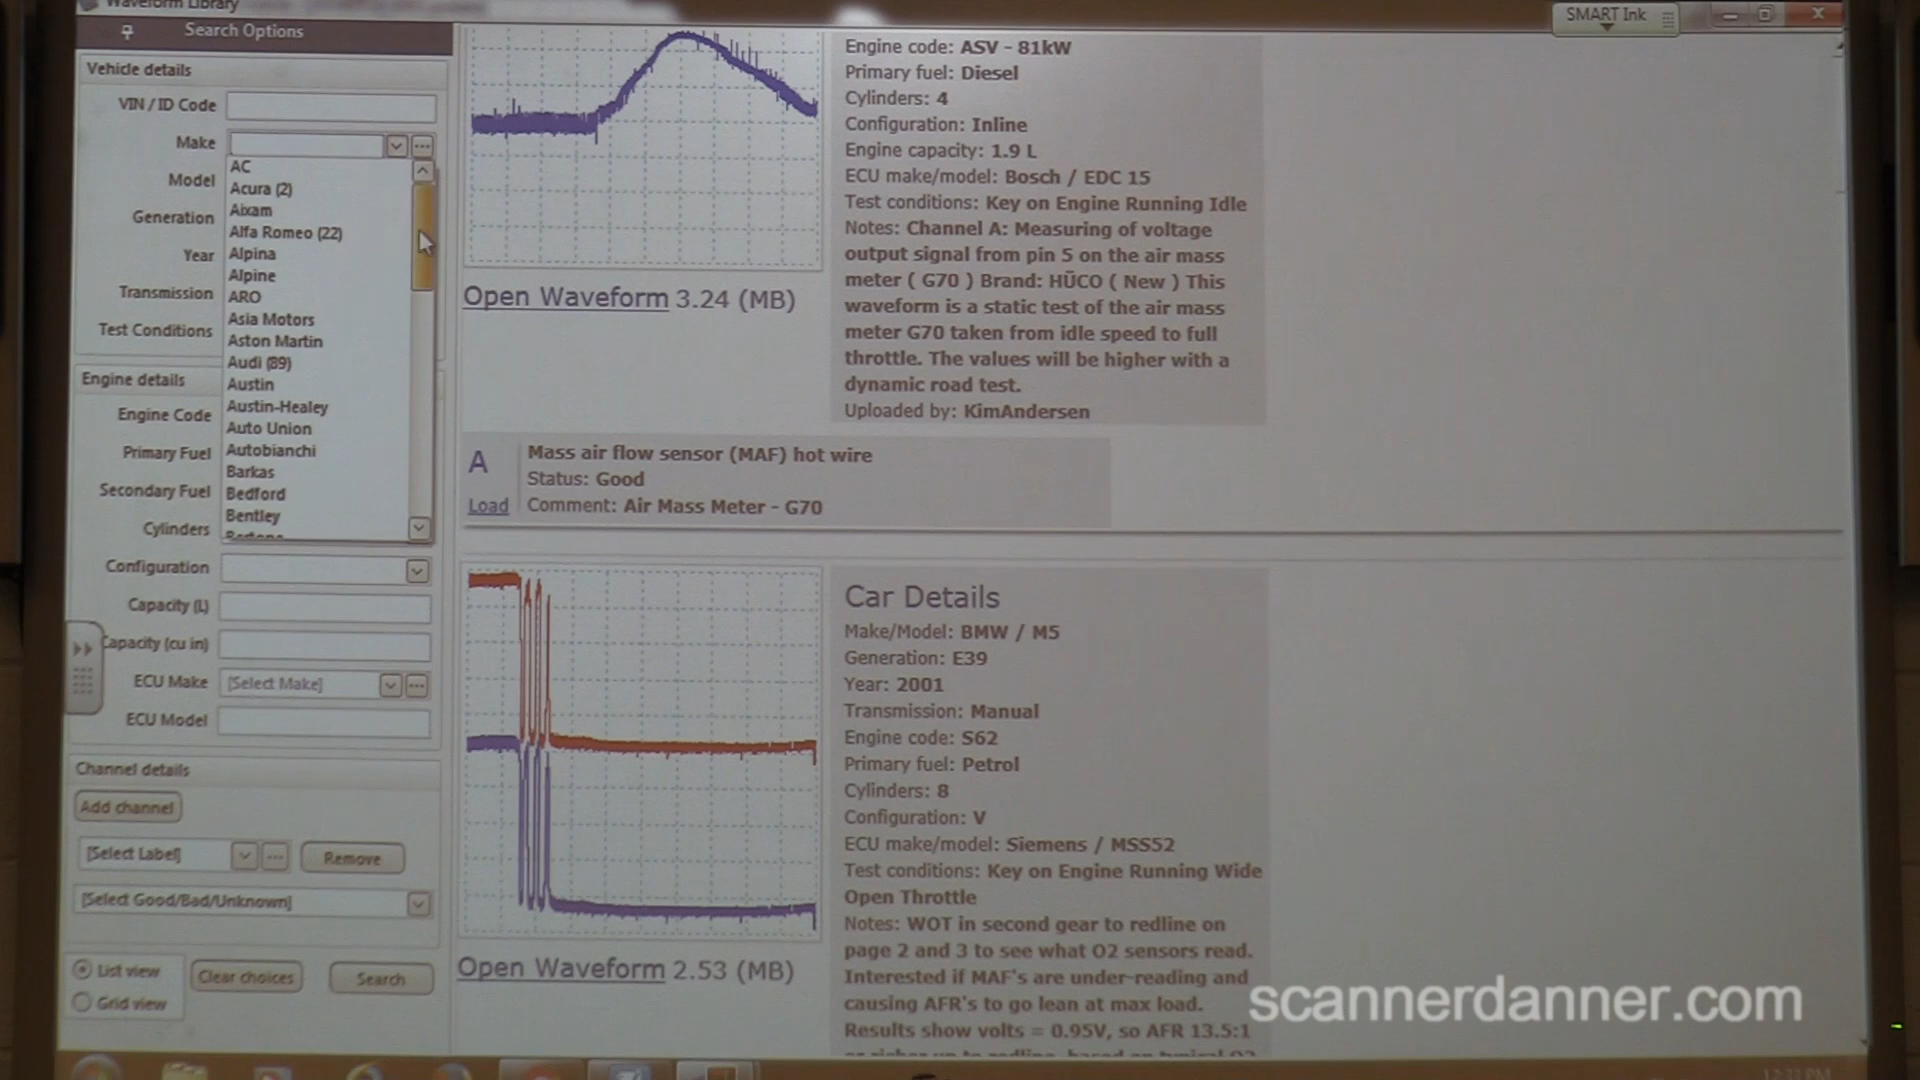 Waveform Library
SMART Ink
Search Options
Vehicle details
VIN / ID Code
Make
AC
Acura (2)
Aixam
Alfa Romeo (22)
Alpina
Alpine
ARO
Asia Motors
Aston Martin
Audi (89)
Austin
Austin-Healey
Auto Union
Autobianchi
Barkas
Bedford
Bentley
Model
Generation
Year
Transmission
Test Conditions
Engine details
Engine Code
Primary Fuel
Secondary Fuel
Cylinders
Configuration
Capacity (L)
Capacity (cu in)
ECU Make [Select Make]
ECU Model
Channel details
Add channel
[Select Label] Remove
[Select Good/Bad/Unknown]
List view
Grid view
Clear choices
Search
Open Waveform 3.24 (MB)
Engine code: ASV - 81kW
Primary fuel: Diesel
Cylinders: 4
Configuration: Inline
Engine capacity: 1.9 L
ECU make/model: Bosch / EDC 15
Test conditions: Key on Engine Running Idle
Notes: Channel A: Measuring of voltage
output signal from pin 5 on the air mass
meter ( G70 ) Brand: HÜCO ( New ) This
waveform is a static test of the air mass
meter G70 taken from idle speed to full
throttle. The values will be higher with a
dynamic road test.
Uploaded by: KimAndersen
A
Load
Mass air flow sensor (MAF) hot wire
Status: Good
Comment: Air Mass Meter - G70
Open Waveform 2.53 (MB)
Car Details
Make/Model: BMW / M5
Generation: E39
Year: 2001
Transmission: Manual
Engine code: S62
Primary fuel: Petrol
Cylinders: 8
Configuration: V
ECU make/model: Siemens / MSS52
Test conditions: Key on Engine Running Wide
Open Throttle
Notes: WOT in second gear to redline on
page 2 and 3 to see what O2 sensors read.
Interested if MAF's are under-reading and
causing AFR's to go lean at max load.
Results show volts = 0.95V, so AFR 13.5:1
scannerdanner.com